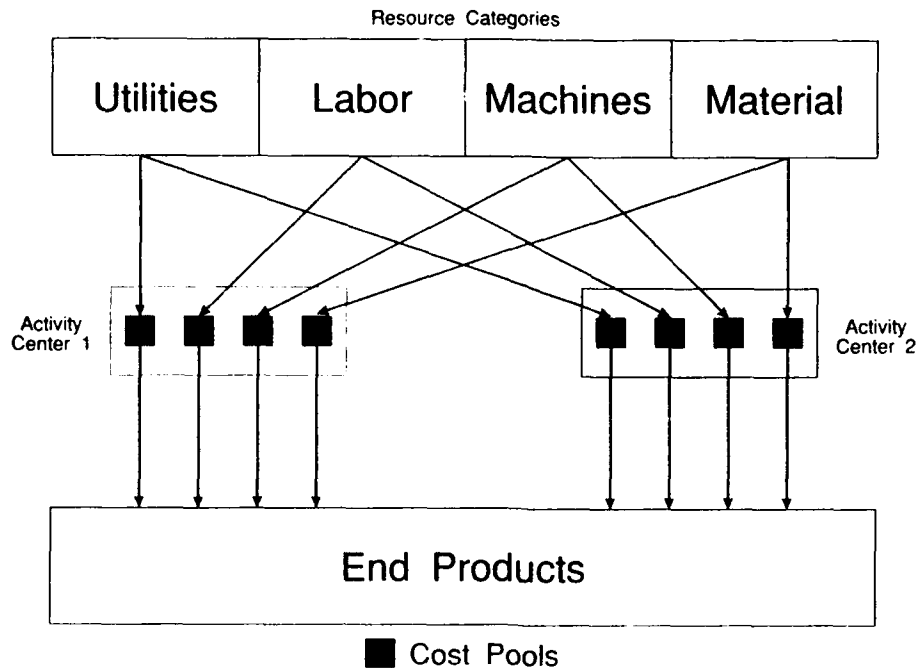 Resource Categories
Utilities
Labor
Machines
Material
Activity
Center 1
Activity
Center 2
End Products
Cost Pools